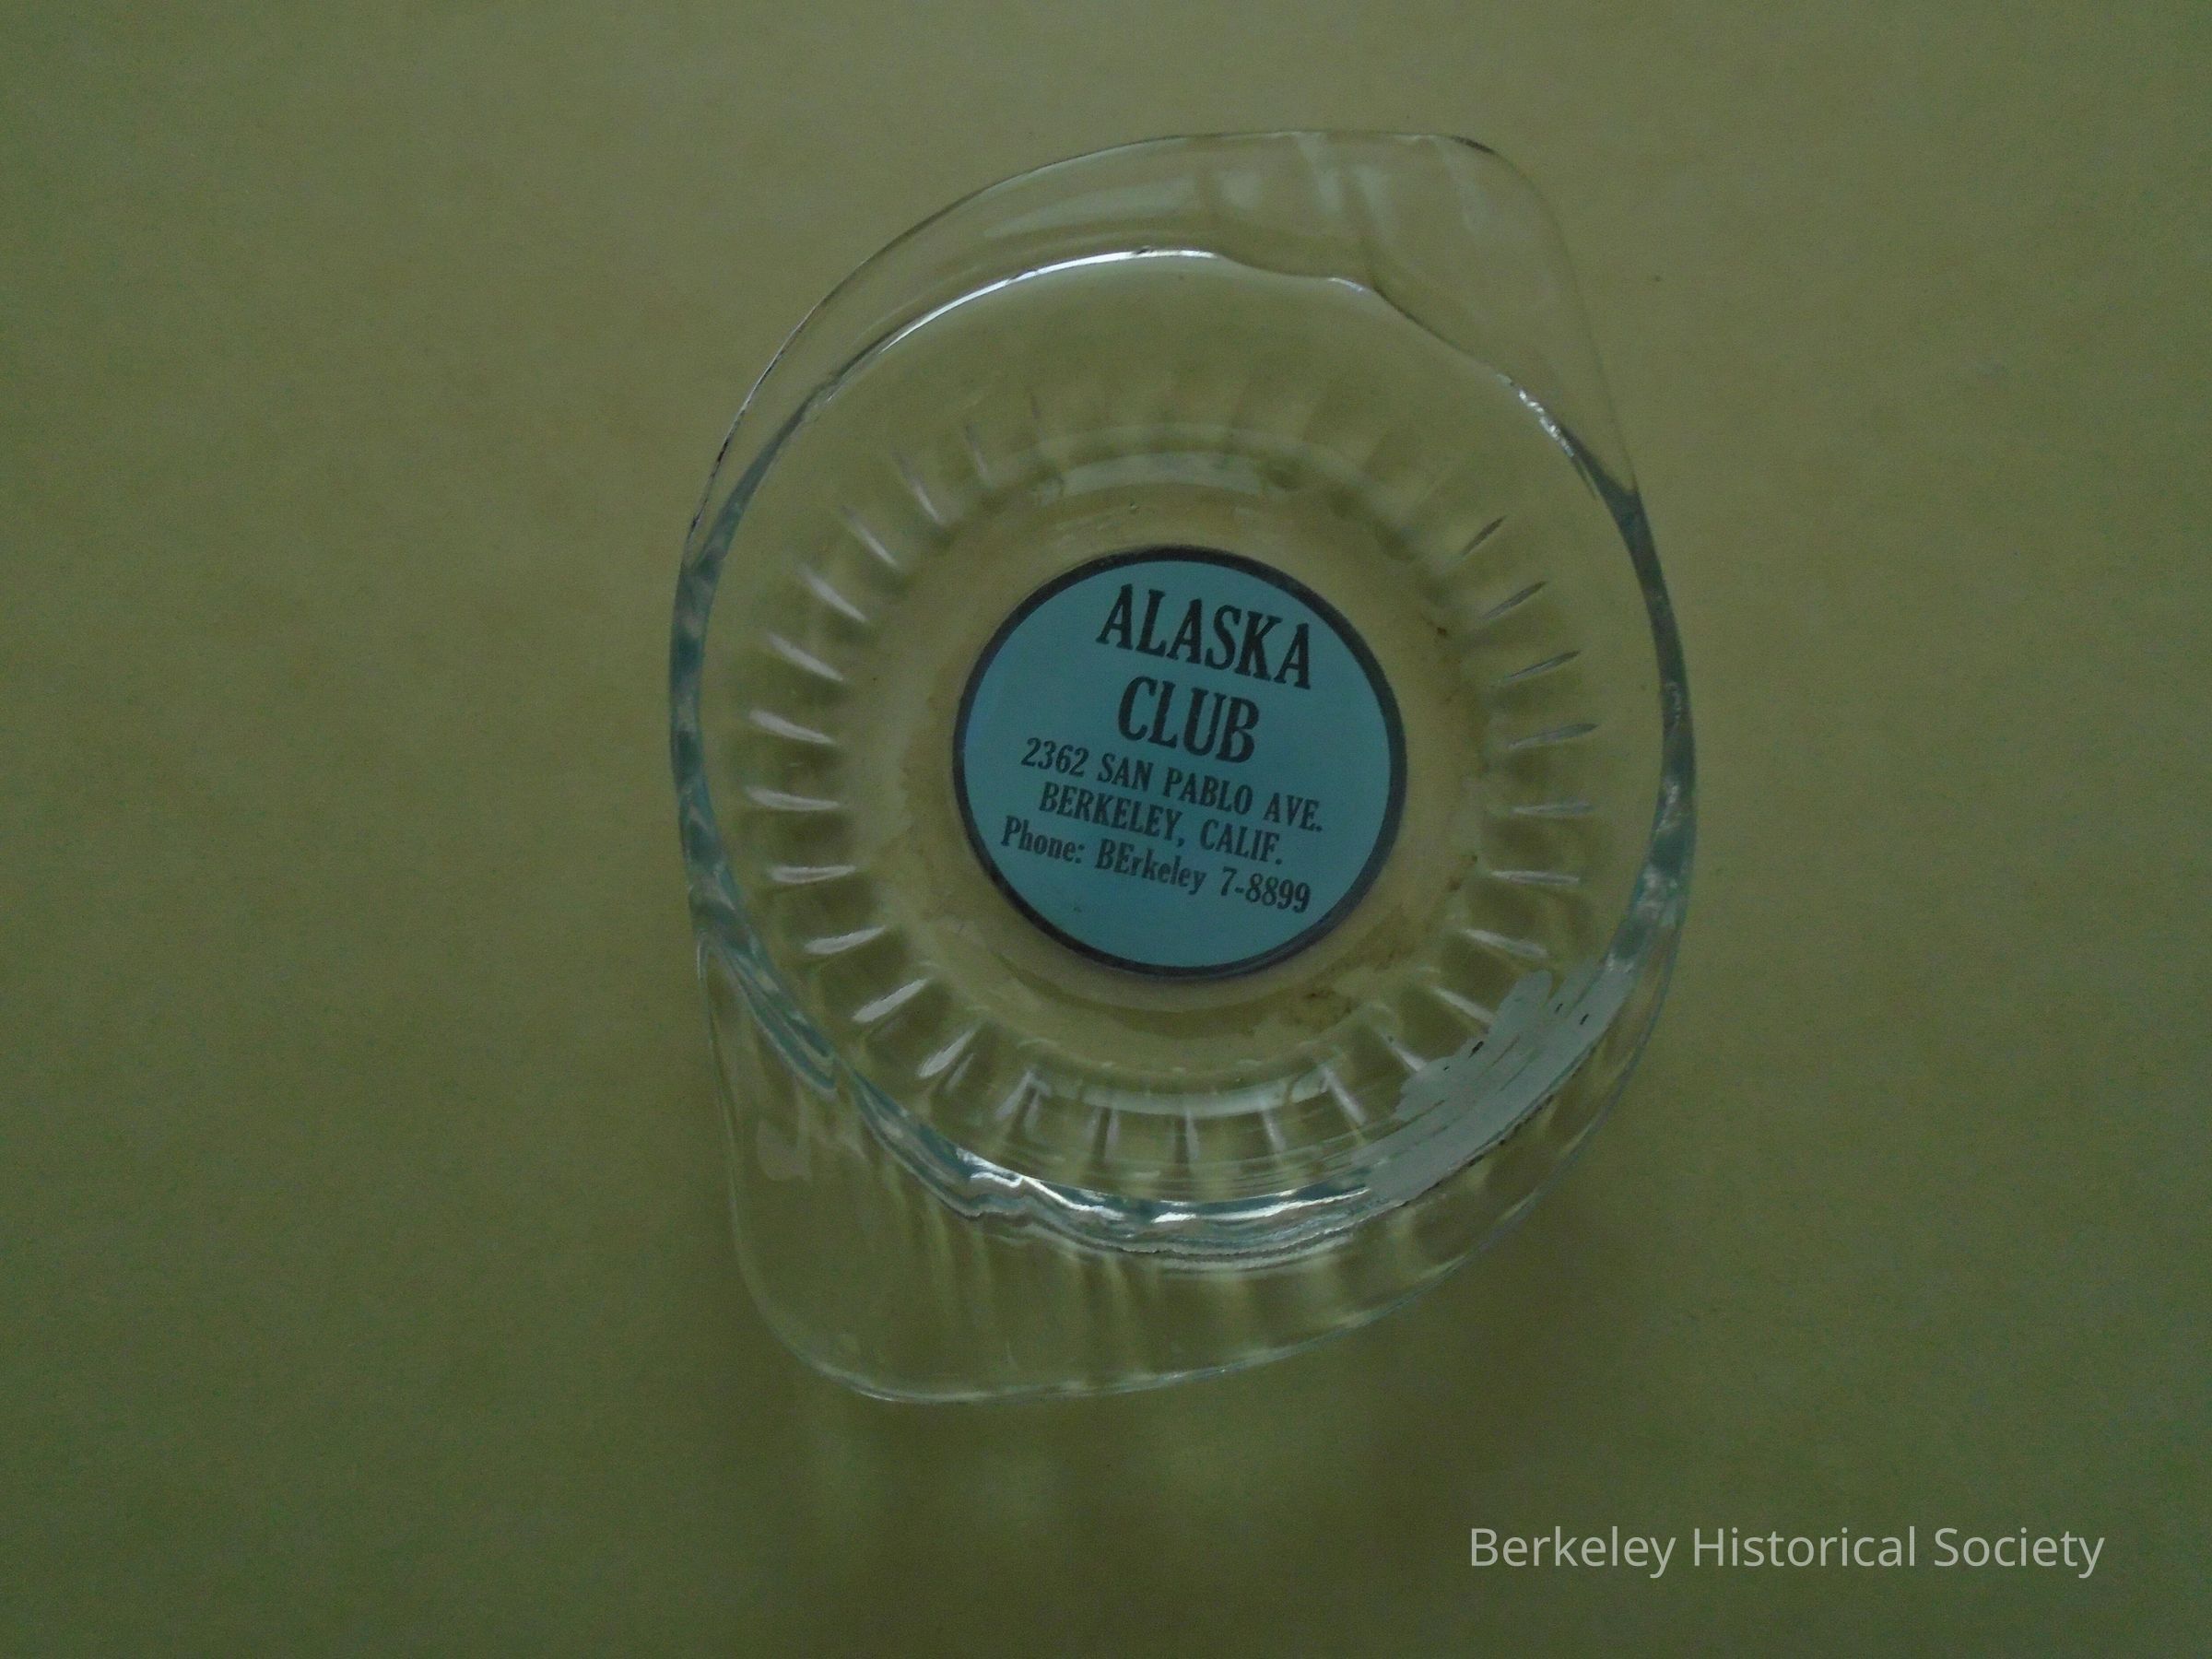 ALASKA
CLUB
2362 SAN PABLO AVE.
BERKELEY, CALIF.
Phone: BErkeley 7-8899
Berkeley Historical Society